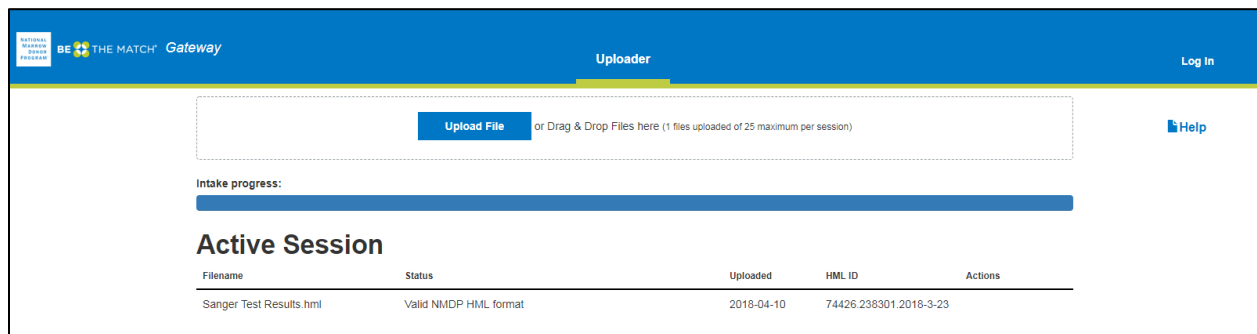 NATIONAL
MARROW
DONOR
PROGRAM
BE THE MATCH® Gateway
Uploader
Log In
Upload File or Drag & Drop Files here (1 files uploaded of 25 maximum per session)
Help
Intake progress:
Active Session
Filename Status Uploaded HML ID Actions
Sanger Test Results.hml Valid NMDP HML format 2018-04-10 74426.238301.2018-3-23